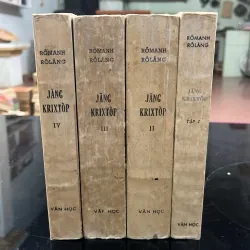 RÔMANH
RÔLĂNG
JĂNG
KRIXTÔP
IV
VĂN HỌC
RÔMANH
RÔLĂNG
JĂNG
KRIXTÔP
III
VĂN HỌC
RÔMANH
RÔLĂNG
JĂNG
KRIXTÔP
II
VĂN HỌC
RÔMANH
RÔLĂNG
JĂNG
KRIXTÔP
TẬP I
VĂN HỌC